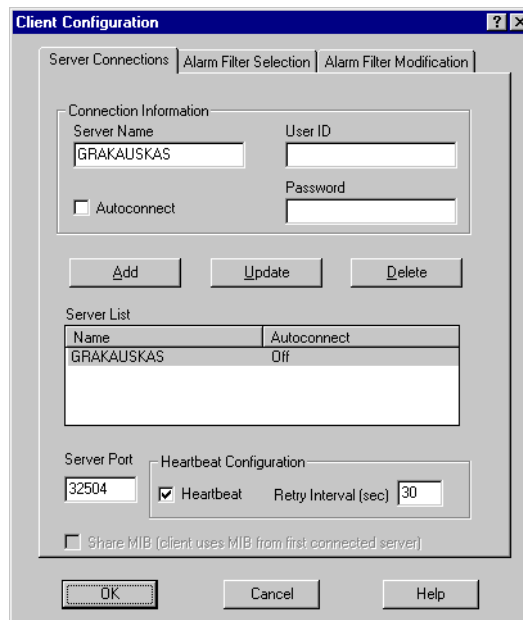 Client Configuration
Server Connections
Alarm Filter Selection
Alarm Filter Modification
Connection Information
Server Name
User ID
GRAKAUSKAS
Password
Autoconnect
Add
Update
Delete
Server List
Name
Autoconnect
GRAKAUSKAS
Off
Server Port
Heartbeat Configuration
32504
Heartbeat
Retry Interval (sec)
30
Share MIB (client uses MIB from first connected server)
OK
Cancel
Help